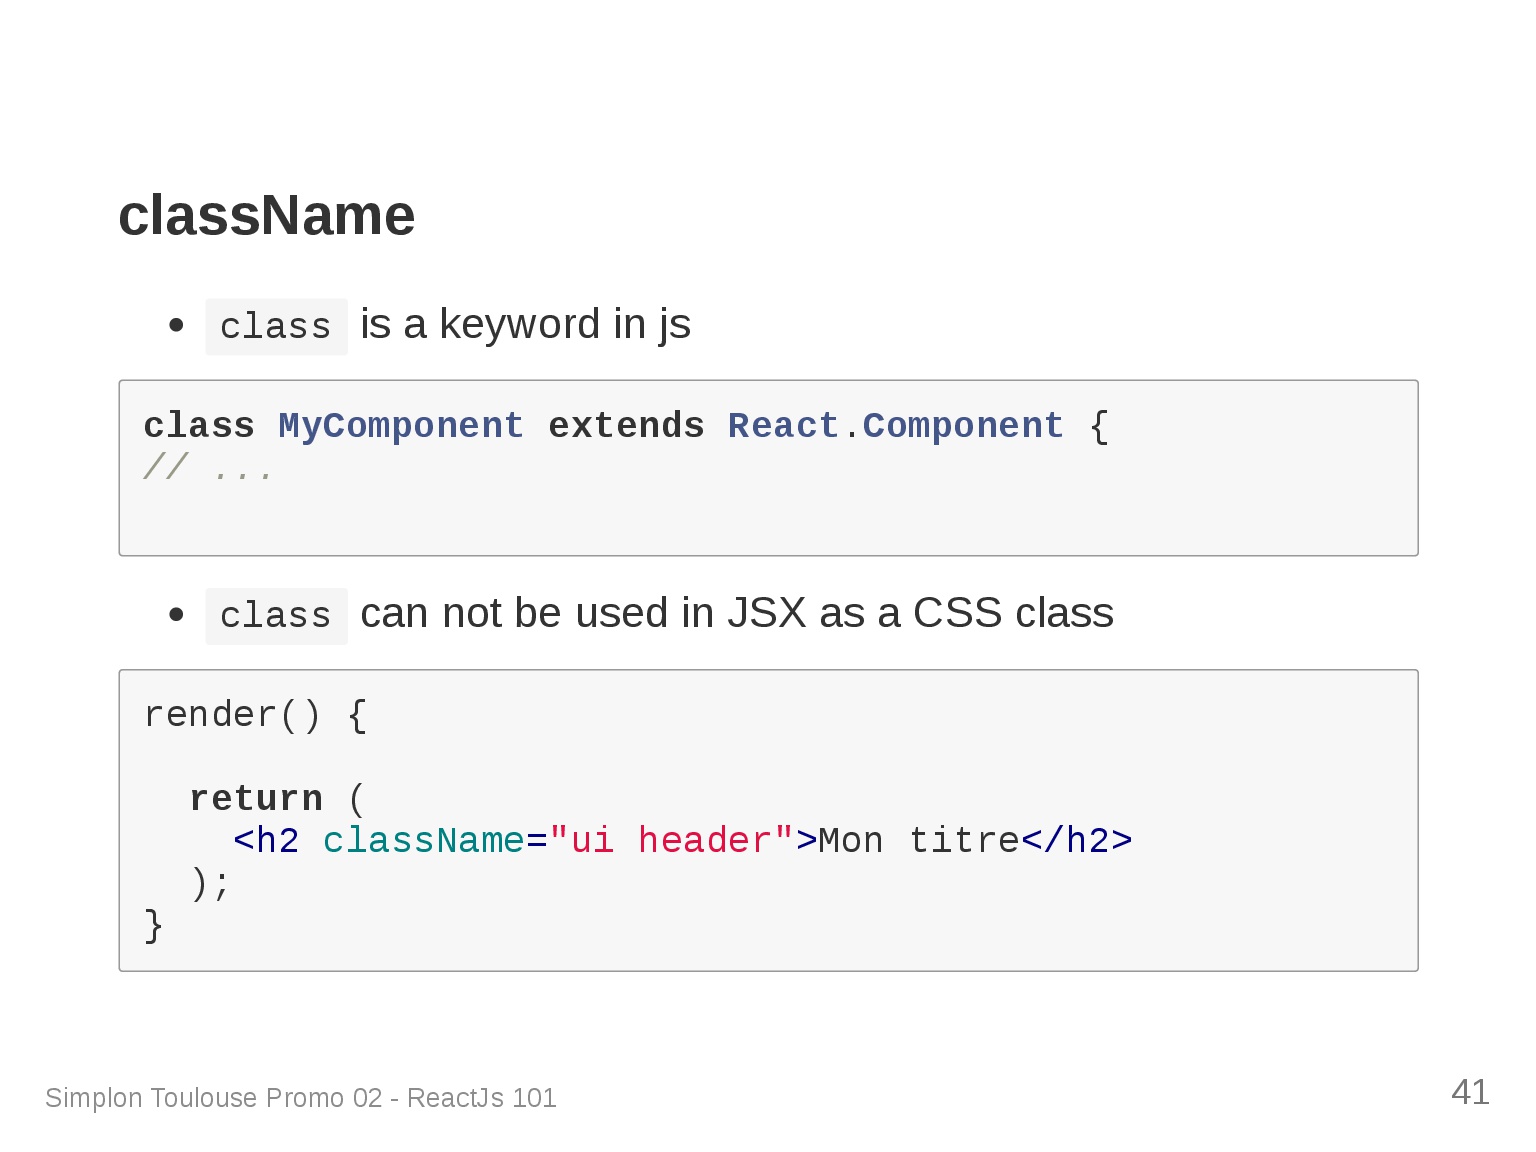 className
• class is a keyword in js
class MyComponent extends React.Component {
// ...
• class can not be used in JSX as a CSS class
render() {
  return (
    <h2 className="ui header">Mon titre</h2>
  );
}
Simplon Toulouse Promo 02 - ReactJs 101
41